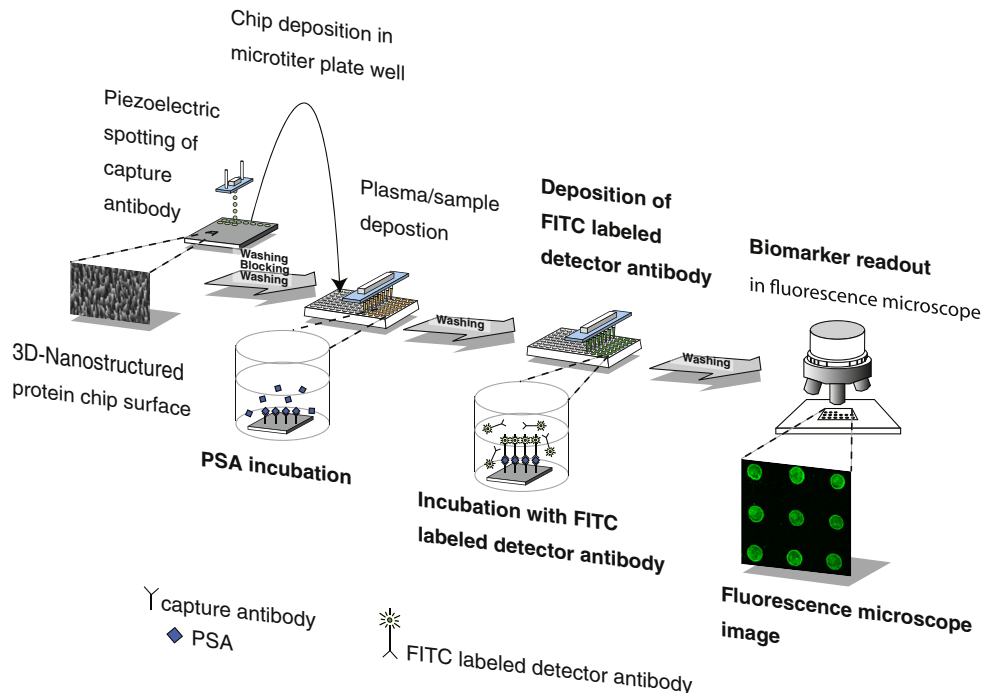 Chip deposition in
microtiter plate well
Piezoelectric
spotting of
capture
antibody
Plasma/sample
depostion
Deposition of
FITC labeled
detector antibody
Biomarker readout
in fluorescence microscope
Washing
Blocking
Washing
Washing
Washing
3D-Nanostructured
protein chip surface
PSA incubation
Incubation with FITC
labeled detector antibody
Fluorescence microscope
image
capture antibody
PSA
FITC labeled detector antibody